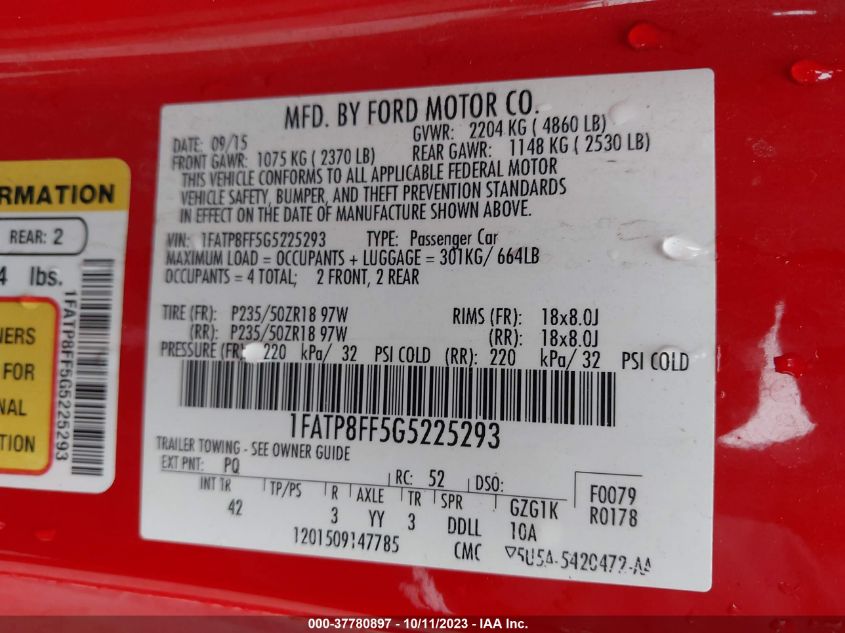 MFD. BY FORD MOTOR CO.
DATE: 09/15 GVWR: 2204 KG ( 4860 LB)
FRONT GAWR: 1075 KG ( 2370 LB) REAR GAWR: 1148 KG ( 2530 LB)
THIS VEHICLE CONFORMS TO ALL APPLICABLE FEDERAL MOTOR
VEHICLE SAFETY, BUMPER, AND THEFT PREVENTION STANDARDS
IN EFFECT ON THE DATE OF MANUFACTURE SHOWN ABOVE.
VIN: 1FATP8FF5G5225293 TYPE: Passenger Car
MAXIMUM LOAD = OCCUPANTS + LUGGAGE = 301KG/ 664LB
OCCUPANTS = 4 TOTAL; 2 FRONT, 2 REAR
TIRE (FR): P235/50ZR18 97W RIMS (FR): 18x8.0J
(RR): P235/50ZR18 97W (RR): 18x8.0J
PRESSURE (FR) 220 kPa/ 32 PSI COLD (RR): 220 kPa/ 32 PSI COLD
1FATP8FF5G5225293
TRAILER TOWING - SEE OWNER GUIDE
EXT PNT: PQ RC: 52 DSO: F0079
INT TR TP/PS R AXLE TR SPR GZG1K R0178
42 3 YY 3 DDLL 10A
1201509147785 CMC ▽5U5A-5420472-AA
RMATION
REAR: 2
4 lbs.
NERS
FOR
NAL
TION
1FATP8FF5G5225293
000-37780897 - 10/11/2023 - IAA Inc.